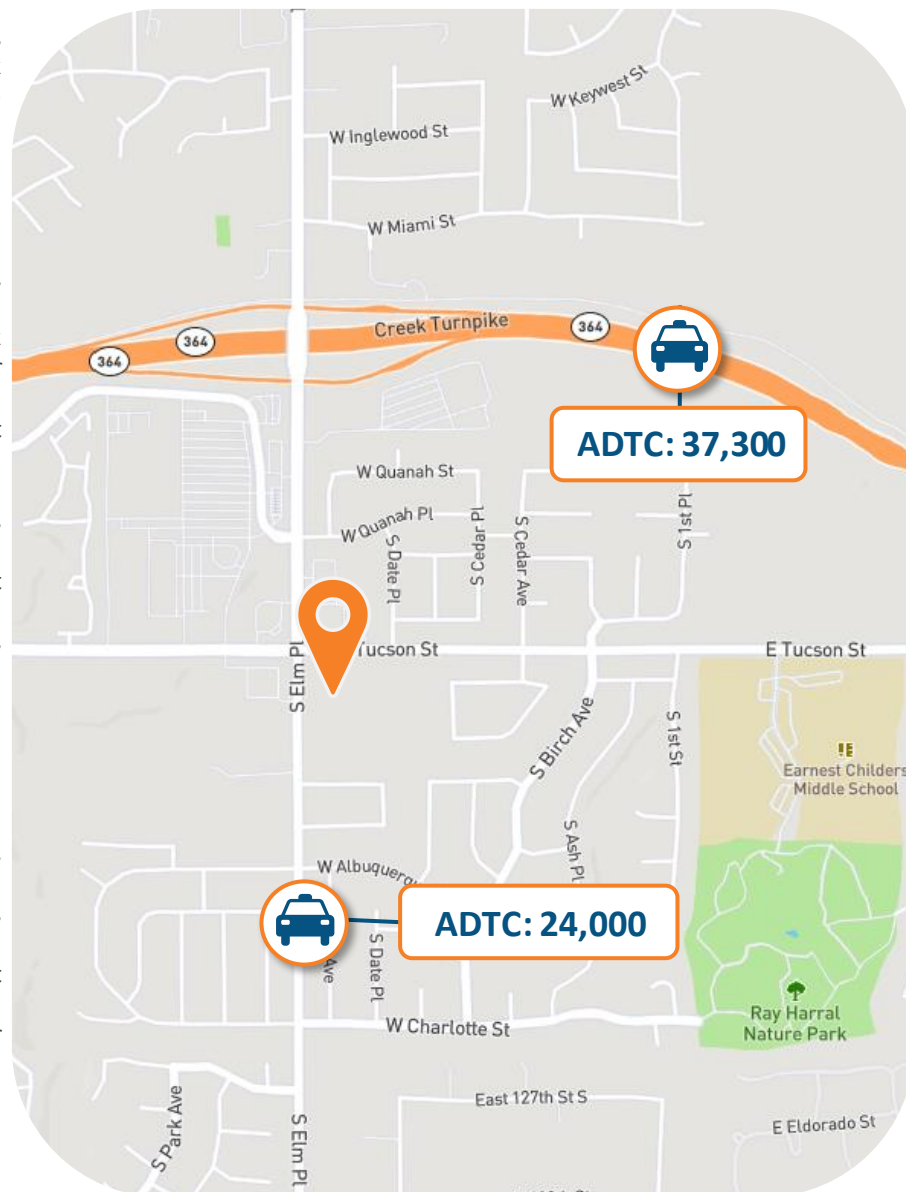 W Keywest St
W Inglewood St
W Miami St
Creek Turnpike
364
364
364
ADTC: 37,300
W Quanah St
W Quanah Pl
S Date Pl
S Cedar Pl
S Cedar Ave
S 1st Pl
S Elm Pl
Tucson St
E Tucson St
S Birch Ave
S 1st St
Earnest Childers
Middle School
S Ash Pl
W Albuquerqu
ADTC: 24,000
Ave
S Date Pl
W Charlotte St
Ray Harral
Nature Park
East 127th St S
E Eldorado St
S Park Ave
S Elm Pl